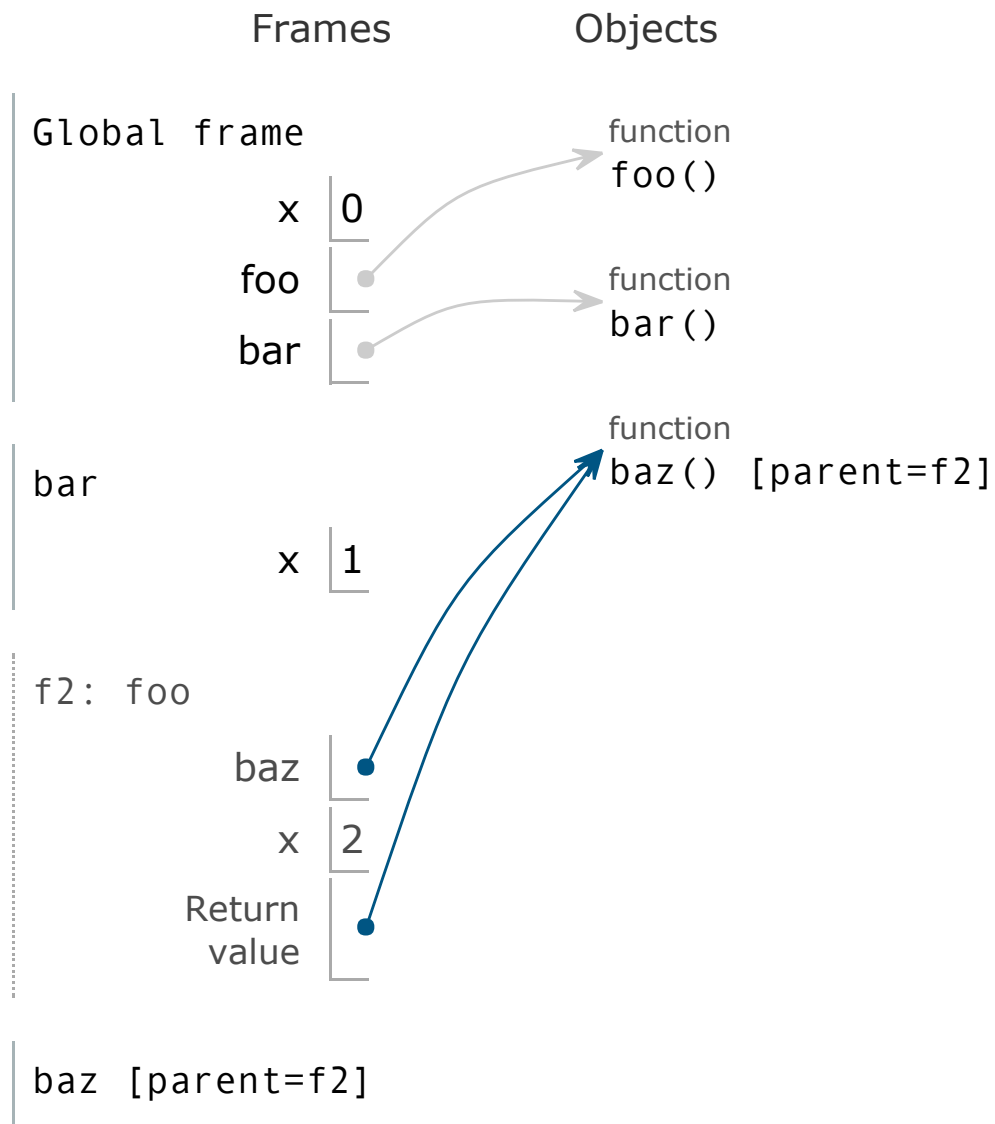 Frames Objects
Global frame
function
foo()
x 0
foo
function
bar()
bar
function
baz() [parent=f2]
bar
x 1
f2: foo
baz
x 2
Return
value
baz [parent=f2]